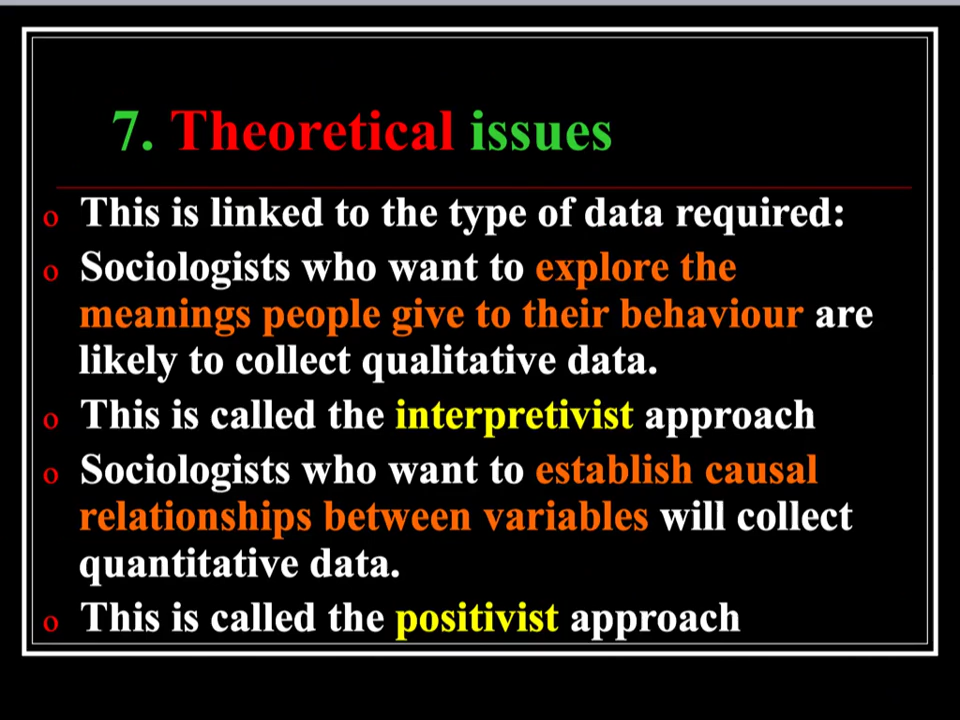 7. Theoretical issues
o This is linked to the type of data required:
o Sociologists who want to explore the
meanings people give to their behaviour are
likely to collect qualitative data.
o This is called the interpretivist approach
o Sociologists who want to establish causal
relationships between variables will collect
quantitative data.
o This is called the positivist approach